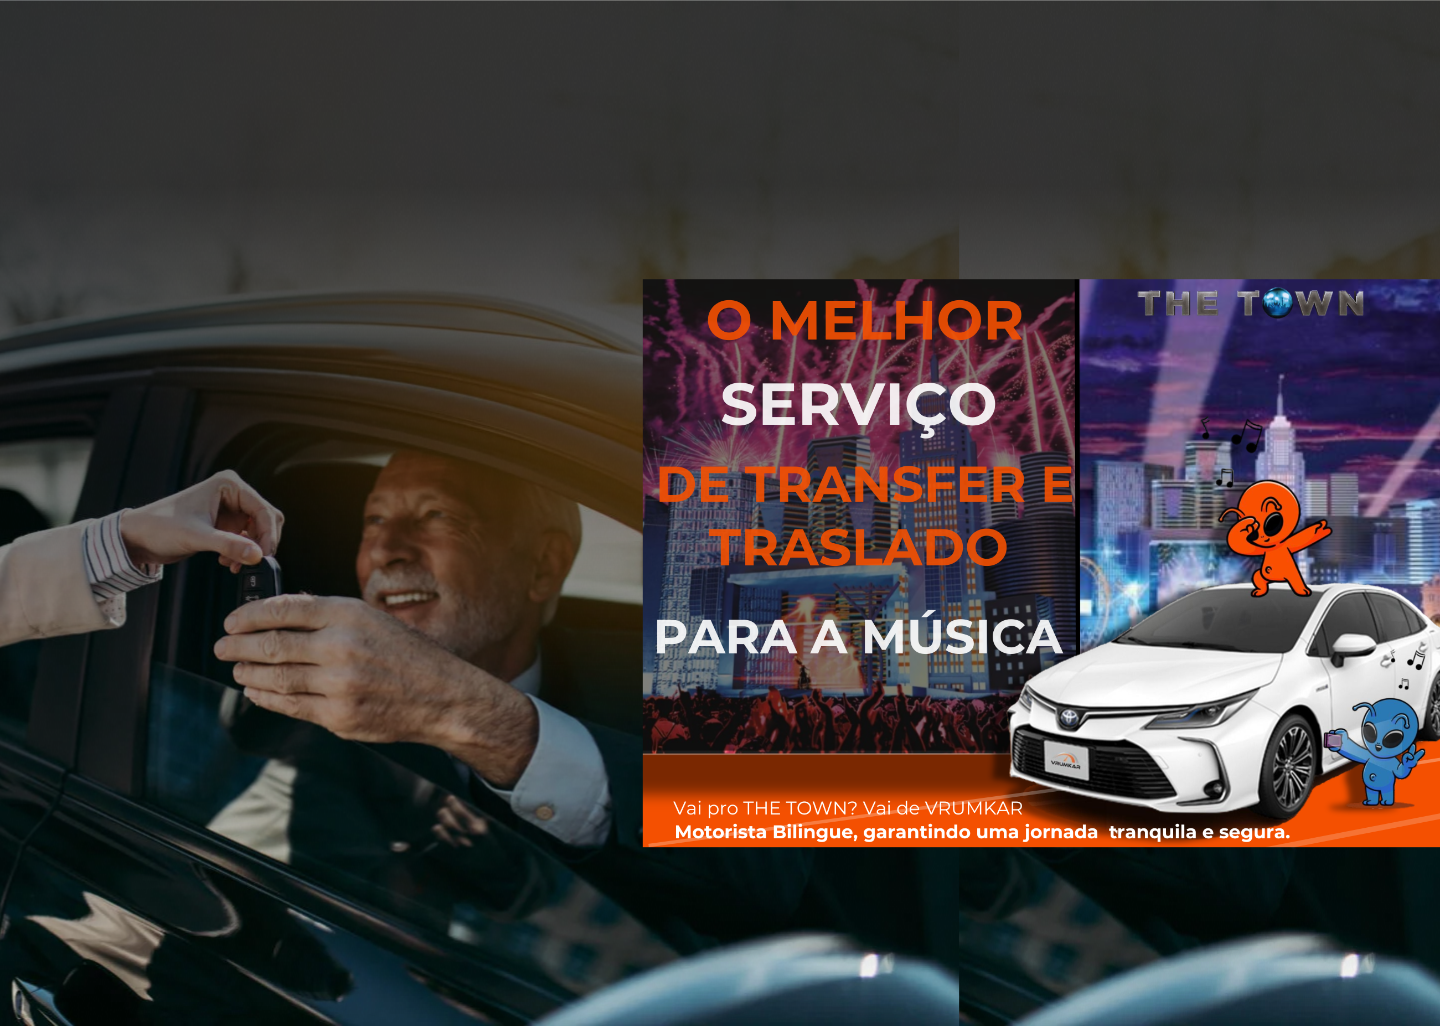 THE TOWN
O MELHOR
SERVIÇO
DE TRANSFER E
TRASLADO
PARA A MÚSICA
VRUMKAR
Vai pro THE TOWN? Vai de VRUMKAR
Motorista Bilingue, garantindo uma jornada  tranquila e segura.